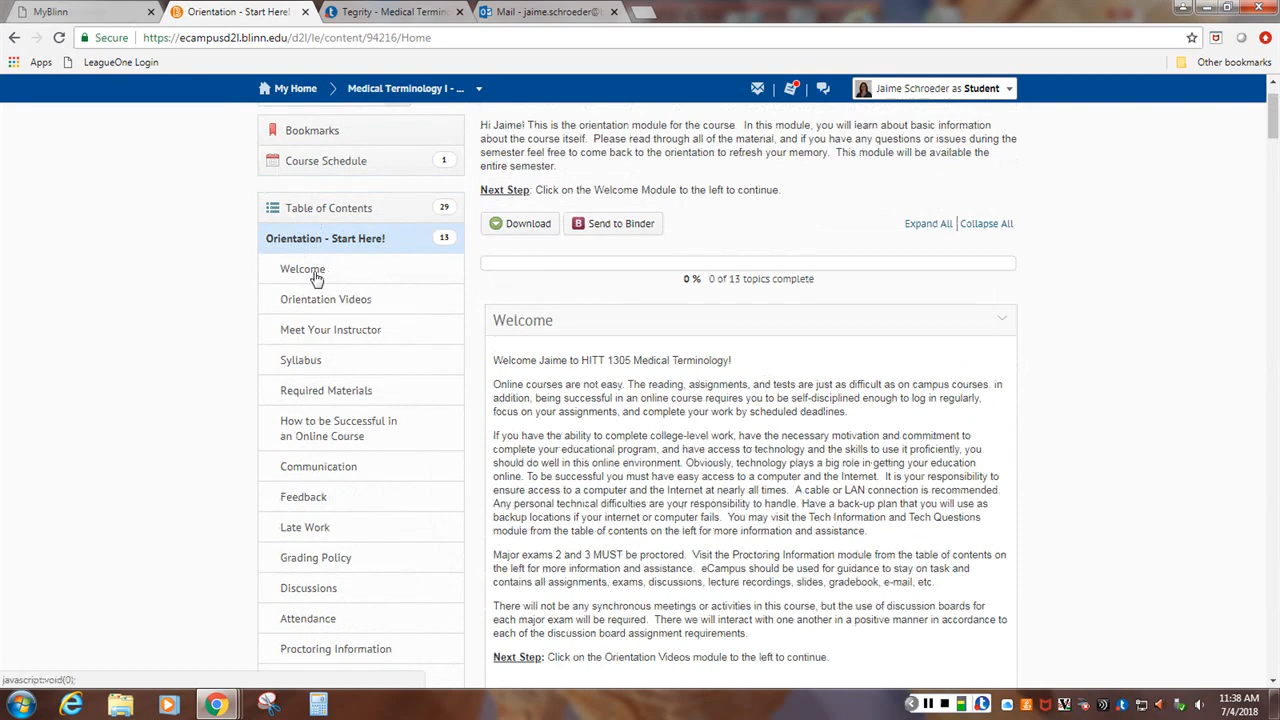 MyBlinn
Orientation - Start Here!
Tegrity - Medical Termin
Mail - jaime.schroeder@
Secure
https://ecampusd2l.blinn.edu/d2l/le/content/94216/Home
Apps
LeagueOne Login
Other bookmarks
My Home
Medical Terminology I - ...
Jaime Schroeder as Student
Bookmarks
Course Schedule
1
Table of Contents
29
Orientation - Start Here!
13
Welcome
Orientation Videos
Meet Your Instructor
Syllabus
Required Materials
How to be Successful in
an Online Course
Communication
Feedback
Late Work
Grading Policy
Discussions
Attendance
Proctoring Information
Hi Jaime! This is the orientation module for the course. In this module, you will learn about basic information
about the course itself. Please read through all of the material, and if you have any questions or issues during the
semester feel free to come back to the orientation to refresh your memory. This module will be available the
entire semester.
Next Step: Click on the Welcome Module to the left to continue.
Download
Send to Binder
Expand All
Collapse All
0 %
0 of 13 topics complete
Welcome
Welcome Jaime to HITT 1305 Medical Terminology!
Online courses are not easy. The reading, assignments, and tests are just as difficult as on campus courses. in
addition, being successful in an online course requires you to be self-disciplined enough to log in regularly,
focus on your assignments, and complete your work by scheduled deadlines.
If you have the ability to complete college-level work, have the necessary motivation and commitment to
complete your educational program, and have access to technology and the skills to use it proficiently, you
should do well in this online environment. Obviously, technology plays a big role in getting your education
online. To be successful you must have easy access to a computer and the Internet. It is your responsibility to
ensure access to a computer and the Internet at nearly all times. A cable or LAN connection is recommended.
Any personal technical difficulties are your responsibility to handle. Have a back-up plan that you will use as
backup locations if your internet or computer fails. You may visit the Tech Information and Tech Questions
module from the table of contents on the left for more information and assistance.
Major exams 2 and 3 MUST be proctored. Visit the Proctoring Information module from the table of contents on
the left for more information and assistance. eCampus should be used for guidance to stay on task and
contains all assignments, exams, discussions, lecture recordings, slides, gradebook, e-mail, etc.
There will not be any synchronous meetings or activities in this course, but the use of discussion boards for
each major exam will be required. There we will interact with one another in a positive manner in accordance to
each of the discussion board assignment requirements.
Next Step: Click on the Orientation Videos module to the left to continue.
javascript:void(0);
11:38 AM
7/4/2018